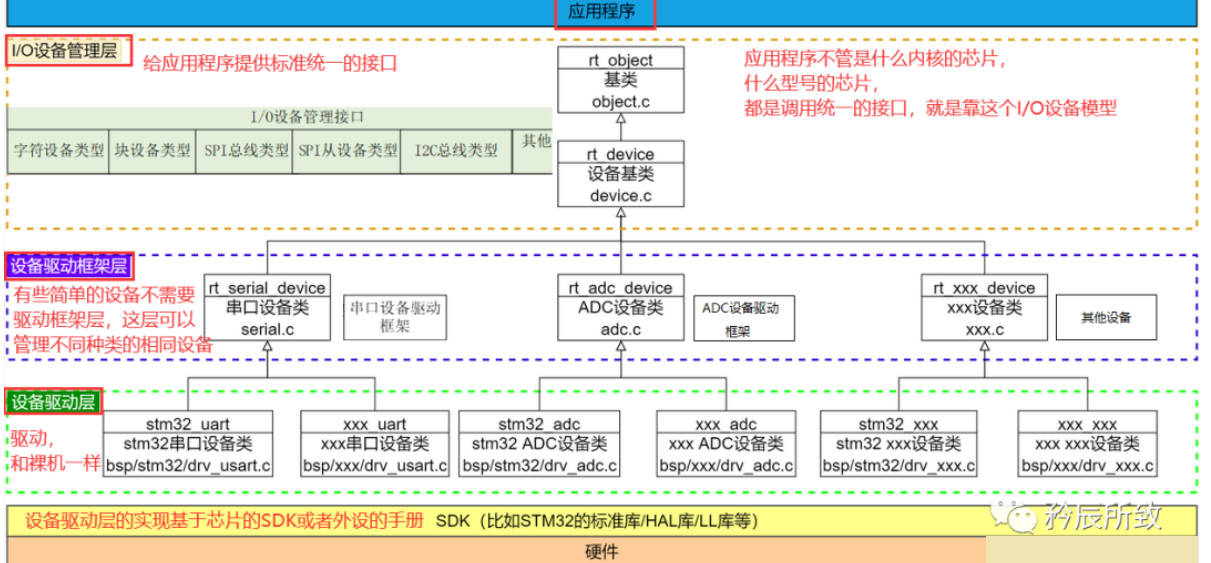 应用程序
I/O设备管理层
给应用程序提供标准统一的接口
rt_object
基类
object.c
应用程序不管是什么内核的芯片，
什么型号的芯片，
都是调用统一的接口，就是靠这个I/O设备模型
I/O设备管理接口
字符设备类型 块设备类型 SPI总线类型 SPI从设备类型 I2C总线类型 其他
rt_device
设备基类
device.c
设备驱动框架层
有些简单的设备不需要
驱动框架层，这层可以
管理不同种类的相同设备
rt_serial_device
串口设备类
serial.c
串口设备驱动
框架
rt_adc_device
ADC设备类
adc.c
ADC设备驱动
框架
rt_xxx_device
xxx设备类
xxx.c
其他设备
设备驱动层
驱动，
和裸机一样
stm32_uart
stm32串口设备类
bsp/stm32/drv_usart.c
xxx_uart
xxx串口设备类
bsp/xxx/drv_usart.c
stm32_adc
stm32 ADC设备类
bsp/stm32/drv_adc.c
xxx_adc
xxx ADC设备类
bsp/xxx/drv_adc.c
stm32_xxx
stm32 xxx设备类
bsp/stm32/drv_xxx.c
xxx_xxx
xxx xxx设备类
bsp/xxx/drv_xxx.c
设备驱动层的实现基于芯片的SDK或者外设的手册 SDK（比如STM32的标准库/HAL库/LL库等）
矜辰所致
硬件